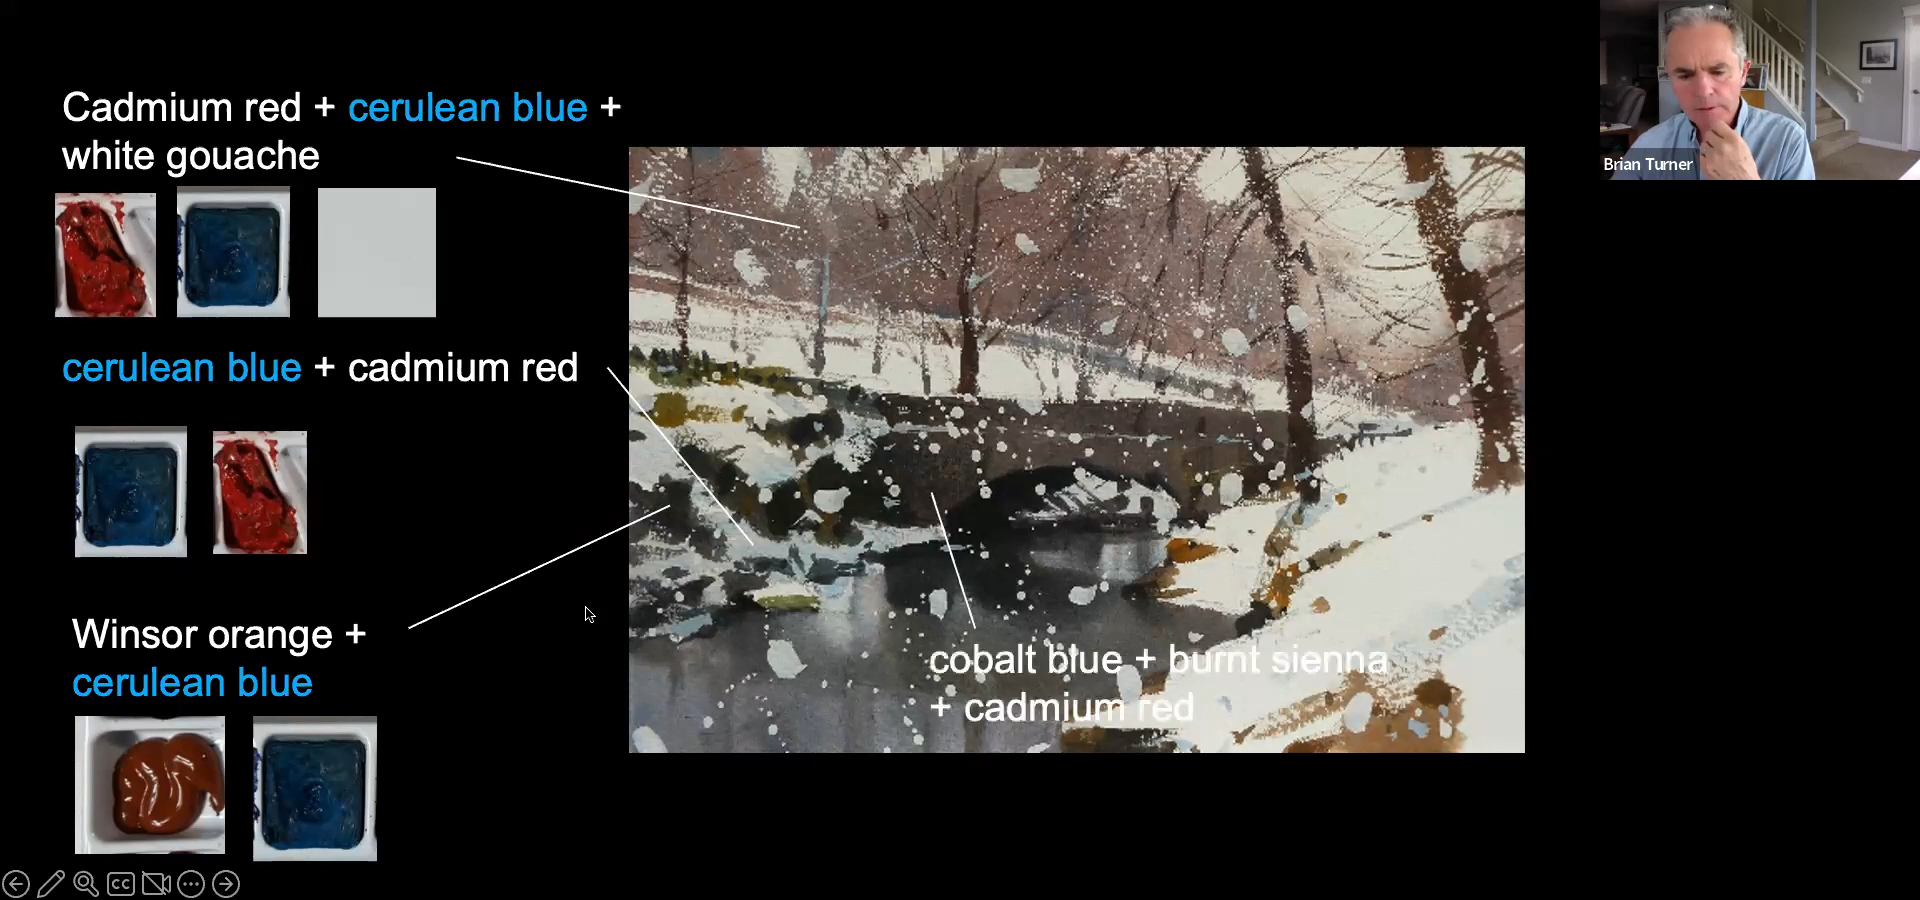 Cadmium red + cerulean blue +
white gouache
Brian Turner
cerulean blue + cadmium red
Winsor orange +
cerulean blue
cobalt blue + burnt sienna
+ cadmium red
CC